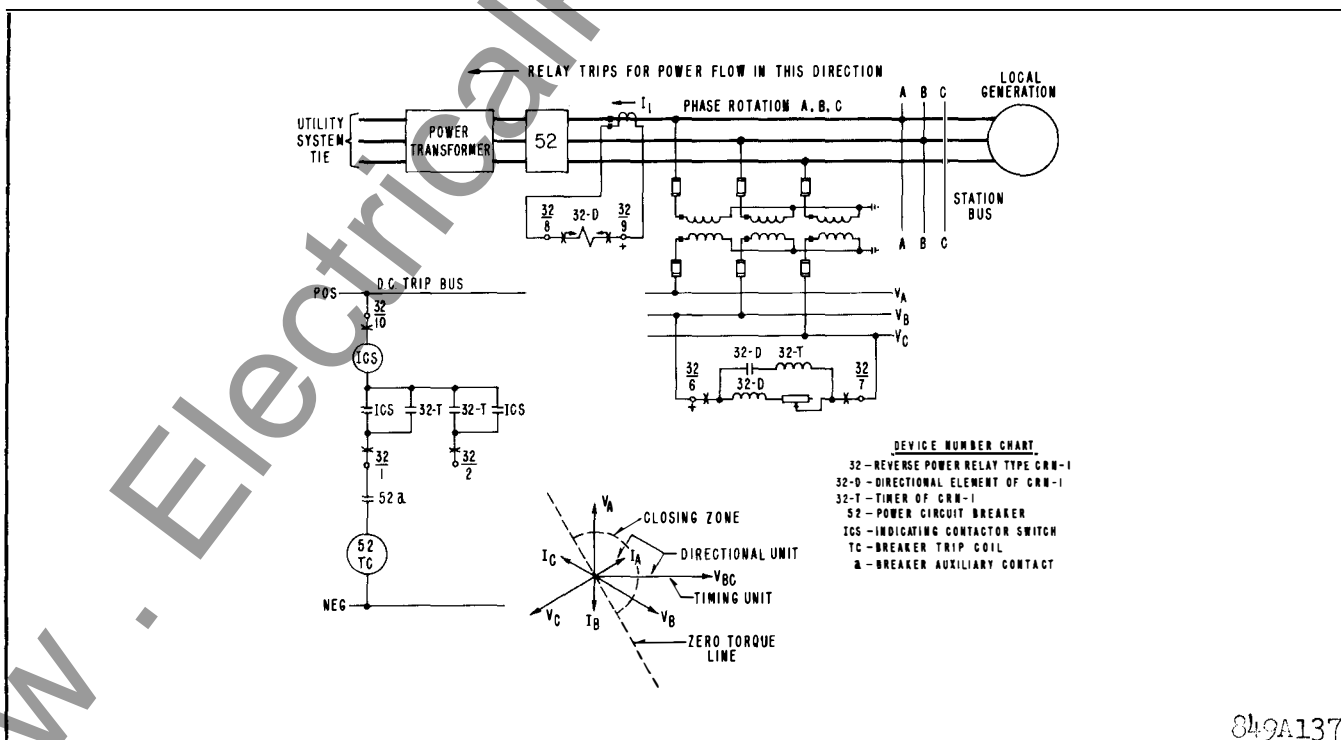 RELAY TRIPS FOR POWER FLOW IN THIS DIRECTION
I₁
PHASE ROTATION A, B, C
A B C
LOCAL
GENERATION
UTILITY
SYSTEM
TIE
POWER
TRANSFORMER
52
STATION
BUS
A B C
32
8
32-D
32
9
+
POS
D.C. TRIP BUS
32
10
ICS
ICS
32-T
32-T
ICS
32
1
32
2
52 a
52
TC
NEG
VA
VB
VC
32-D
32-T
32
6
+
32-D
32
7
VA
CLOSING ZONE
IC
IA
DIRECTIONAL UNIT
VBC
TIMING UNIT
VC
IB
VB
ZERO TORQUE
LINE
DEVICE NUMBER CHART
32 - REVERSE POWER RELAY TYPE CRN-1
32-D - DIRECTIONAL ELEMENT OF CRN-1
32-T - TIMER OF CRN-1
52 - POWER CIRCUIT BREAKER
ICS - INDICATING CONTACTOR SWITCH
TC - BREAKER TRIP COIL
a - BREAKER AUXILIARY CONTACT
849A137
w . Electrical